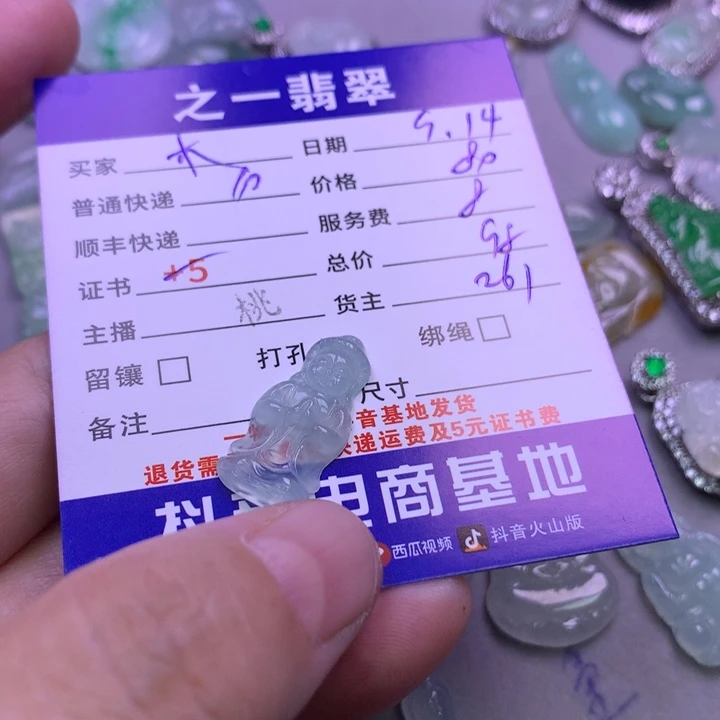 之一翡翠
买家 水 日期 5.14
普通快递 价格 80
顺丰快递 服务费 8
证书 +5 总价
主播 桃 货主 261
留镶 打孔 绑绳
备注 尺寸
音基地发货
退货需 递运费及5元证书费
抖 电商基地
西瓜视频 抖音火山版